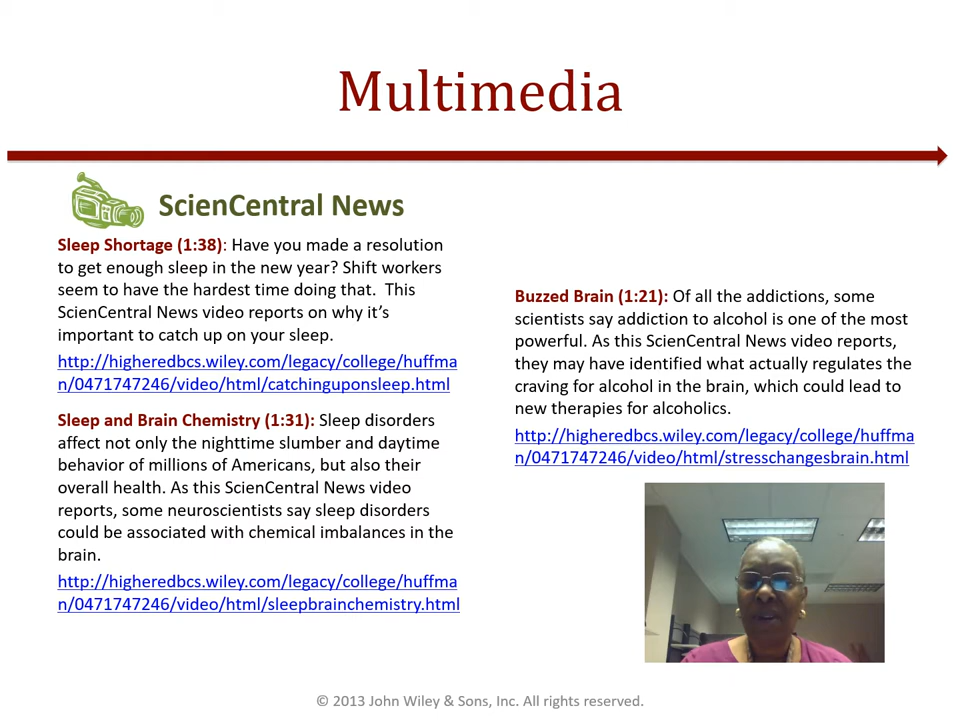 Multimedia
ScienCentral News
Sleep Shortage (1:38): Have you made a resolution
to get enough sleep in the new year? Shift workers
seem to have the hardest time doing that.  This
ScienCentral News video reports on why it’s
important to catch up on your sleep.
http://higheredbcs.wiley.com/legacy/college/huffma
n/0471747246/video/html/catchinguponsleep.html
Sleep and Brain Chemistry (1:31): Sleep disorders
affect not only the nighttime slumber and daytime
behavior of millions of Americans, but also their
overall health. As this ScienCentral News video
reports, some neuroscientists say sleep disorders
could be associated with chemical imbalances in the
brain.
http://higheredbcs.wiley.com/legacy/college/huffma
n/0471747246/video/html/sleepbrainchemistry.html
Buzzed Brain (1:21): Of all the addictions, some
scientists say addiction to alcohol is one of the most
powerful. As this ScienCentral News video reports,
they may have identified what actually regulates the
craving for alcohol in the brain, which could lead to
new therapies for alcoholics.
http://higheredbcs.wiley.com/legacy/college/huffma
n/0471747246/video/html/stresschangesbrain.html
© 2013 John Wiley & Sons, Inc. All rights reserved.